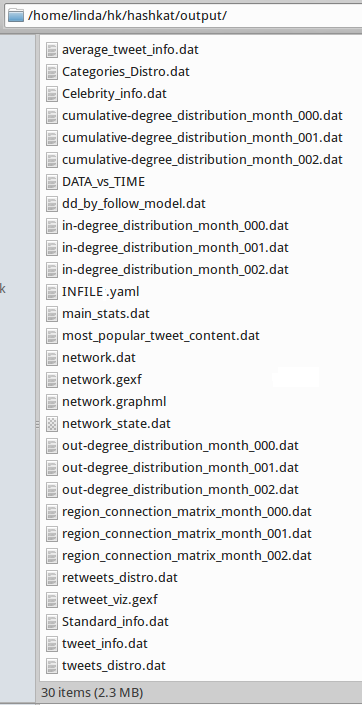 /home/linda/hk/hashkat/output/
average_tweet_info.dat
Categories_Distro.dat
Celebrity_info.dat
cumulative-degree_distribution_month_000.dat
cumulative-degree_distribution_month_001.dat
cumulative-degree_distribution_month_002.dat
DATA_vs_TIME
dd_by_follow_model.dat
in-degree_distribution_month_000.dat
in-degree_distribution_month_001.dat
in-degree_distribution_month_002.dat
k
INFILE .yaml
main_stats.dat
most_popular_tweet_content.dat
network.dat
network.gexf
network.graphml
network_state.dat
out-degree_distribution_month_000.dat
out-degree_distribution_month_001.dat
out-degree_distribution_month_002.dat
region_connection_matrix_month_000.dat
region_connection_matrix_month_001.dat
region_connection_matrix_month_002.dat
retweets_distro.dat
retweet_viz.gexf
Standard_info.dat
tweet_info.dat
tweets_distro.dat
30 items (2.3 MB)